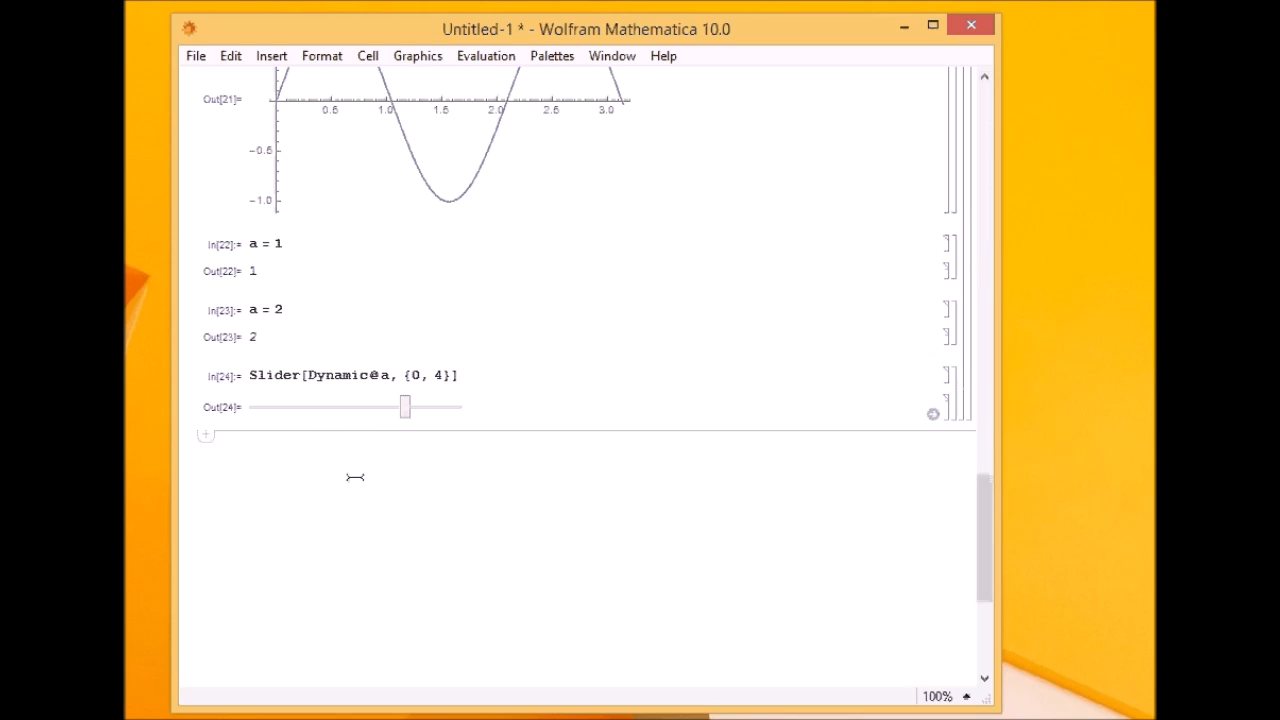 Untitled-1 * - Wolfram Mathematica 10.0
File Edit Insert Format Cell Graphics Evaluation Palettes Window Help
Out[21]=
0.5 1.0 1.5 2.0 2.5 3.0
-0.5
-1.0
In[22]:= a = 1
Out[22]= 1
In[23]:= a = 2
Out[23]= 2
In[24]:= Slider[Dynamic@a, {0, 4}]
Out[24]=
100%